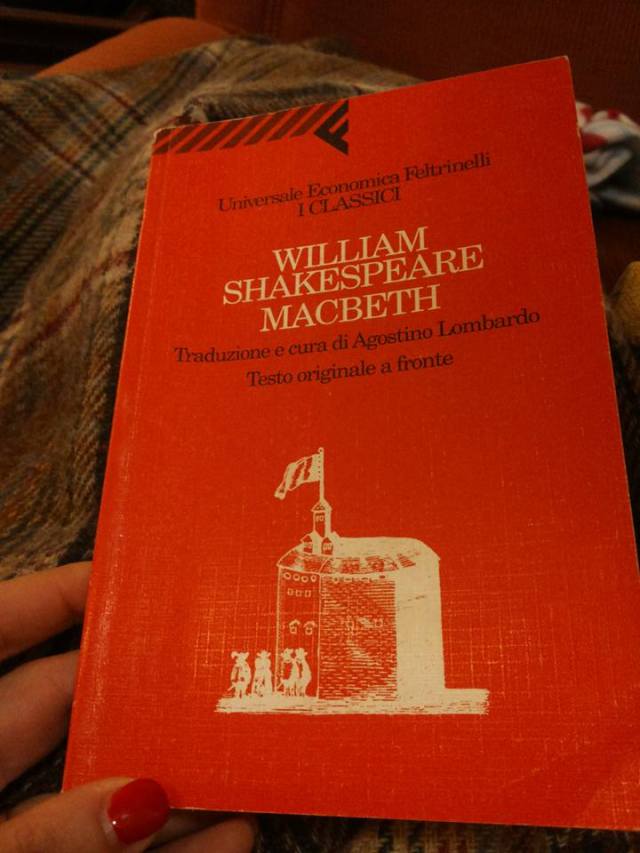 Universale Economica Feltrinelli
I CLASSICI
WILLIAM
SHAKESPEARE
MACBETH
Traduzione e cura di Agostino Lombardo
Testo originale a fronte